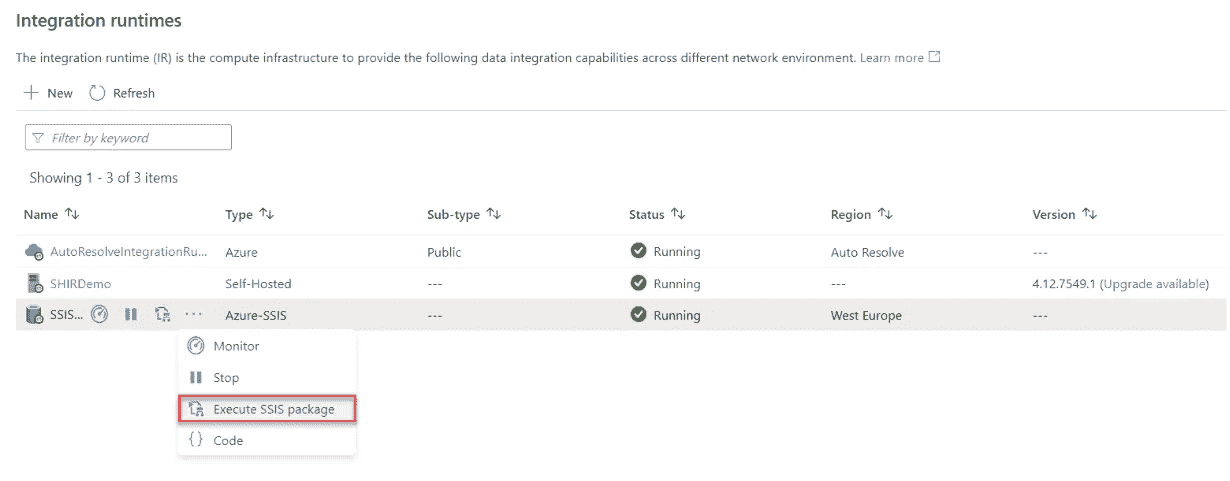 Integration runtimes
The integration runtime (IR) is the compute infrastructure to provide the following data integration capabilities across different network environment. Learn more
New Refresh
Filter by keyword
Showing 1 - 3 of 3 items
Name Type Sub-type Status Region Version
AutoResolveIntegrationRu... Azure Public Running Auto Resolve ---
SHIRDemo Self-Hosted --- Running --- 4.12.7549.1 (Upgrade available)
SSIS... ... Azure-SSIS --- Running West Europe ---
Monitor
Stop
Execute SSIS package
{} Code